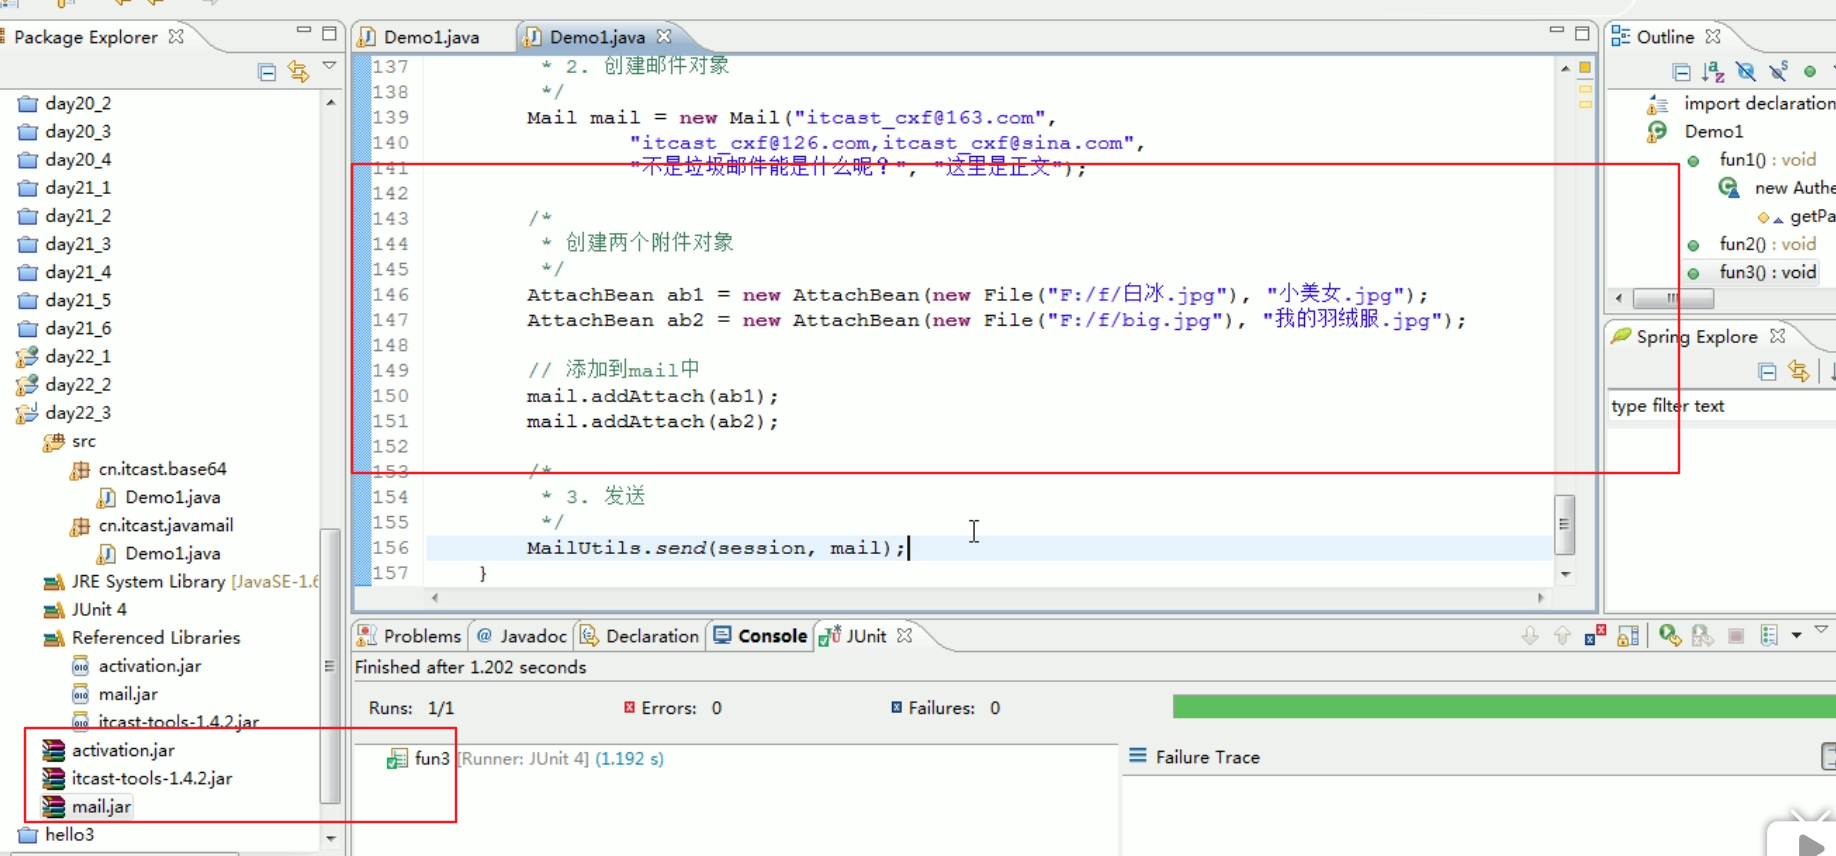 Package Explorer
day20_2
day20_3
day20_4
day21_1
day21_2
day21_3
day21_4
day21_5
day21_6
day22_1
day22_2
day22_3
src
cn.itcast.base64
Demo1.java
cn.itcast.javamail
Demo1.java
JRE System Library [JavaSE-1.6
JUnit 4
Referenced Libraries
activation.jar
mail.jar
itcast-tools-1.4.2.jar
activation.jar
itcast-tools-1.4.2.jar
mail.jar
hello3
Demo1.java
Demo1.java
137 * 2. 创建邮件对象
138 */
139 Mail mail = new Mail("itcast_cxf@163.com",
140 "itcast_cxf@126.com,itcast_cxf@sina.com",
141 "不是垃圾邮件能是什么呢？", "这里是正文");
142
143 /*
144 * 创建两个附件对象
145 */
146 AttachBean ab1 = new AttachBean(new File("F:/f/白冰.jpg"), "小美女.jpg");
147 AttachBean ab2 = new AttachBean(new File("F:/f/big.jpg"), "我的羽绒服.jpg");
148
149 // 添加到mail中
150 mail.addAttach(ab1);
151 mail.addAttach(ab2);
152
153 /*
154 * 3. 发送
155 */
156 MailUtils.send(session, mail);
157 }
Outline
import declaration
Demo1
fun1() : void
new Authe
getPa
fun2() : void
fun3() : void
Spring Explore
type filter text
Problems @ Javadoc Declaration Console JUnit
Finished after 1.202 seconds
Runs: 1/1 Errors: 0 Failures: 0
fun3 [Runner: JUnit 4] (1.192 s)
Failure Trace